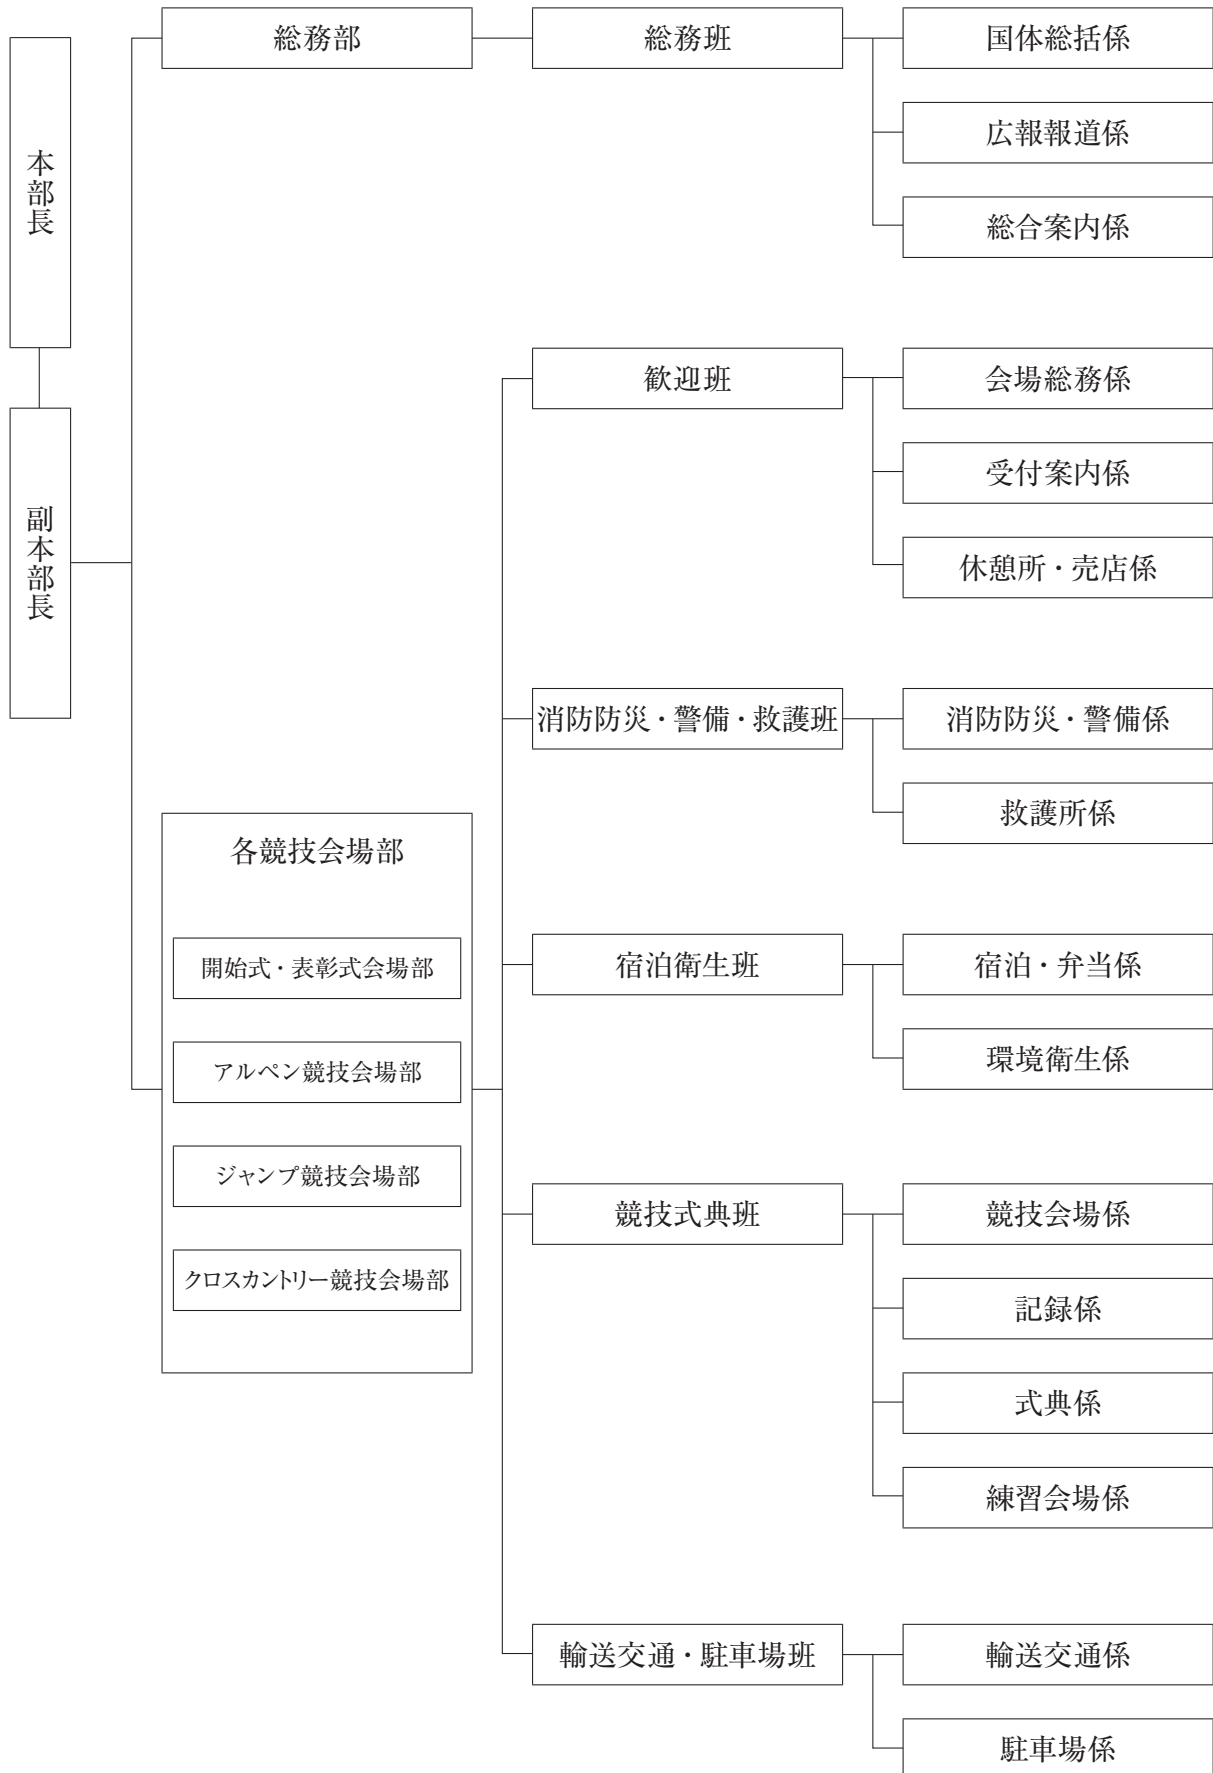 本部長
副本部長
総務部
総務班
国体総括係
広報報道係
総合案内係
各競技会場部
開始式・表彰式会場部
アルペン競技会場部
ジャンプ競技会場部
クロスカントリー競技会場部
歓迎班
会場総務係
受付案内係
休憩所・売店係
消防防災・警備・救護班
消防防災・警備係
救護所係
宿泊衛生班
宿泊・弁当係
環境衛生係
競技式典班
競技会場係
記録係
式典係
練習会場係
輸送交通・駐車場班
輸送交通係
駐車場係